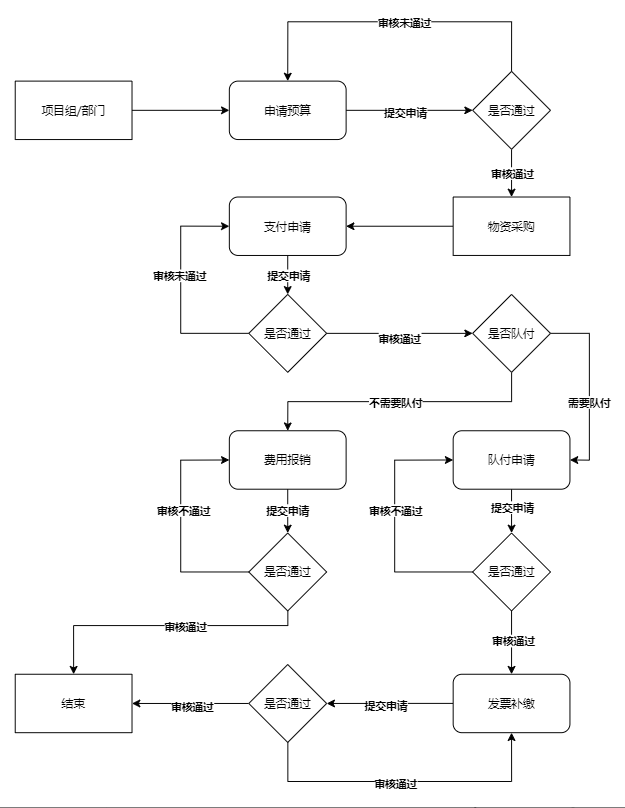 审核未通过
项目组/部门
申请预算
提交申请
是否通过
审核通过
支付申请
物资采购
审核未通过
提交申请
是否通过
审核通过
是否队付
不需要队付
需要队付
费用报销
队付申请
审核不通过
提交申请
审核不通过
提交申请
是否通过
是否通过
审核通过
审核通过
结束
审核通过
是否通过
提交申请
发票补缴
审核通过